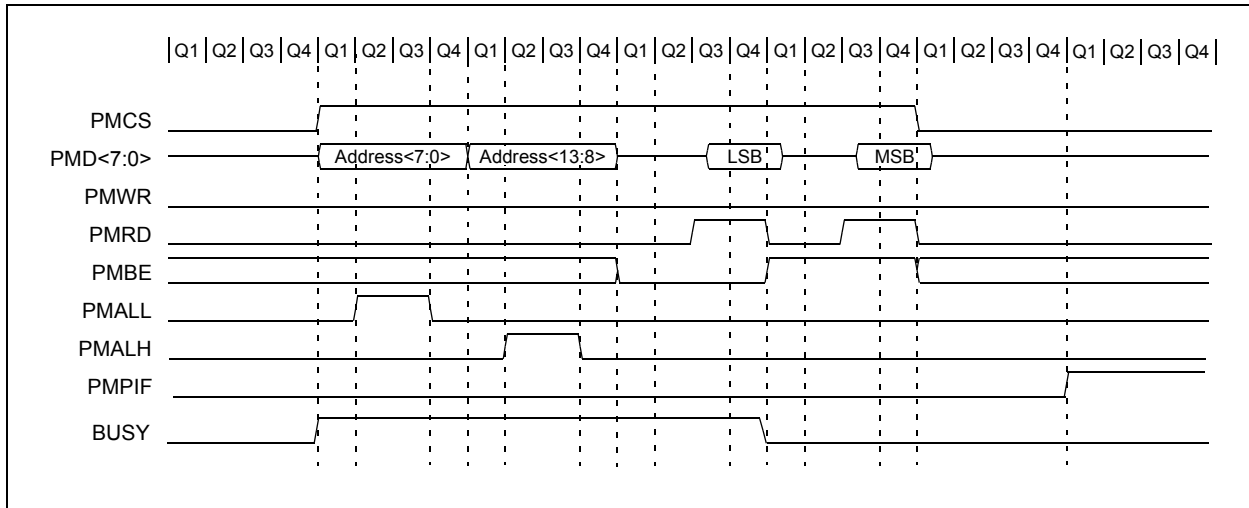 Q1 Q2 Q3 Q4 Q1 Q2 Q3 Q4 Q1 Q2 Q3 Q4 Q1 Q2 Q3 Q4 Q1 Q2 Q3 Q4 Q1 Q2 Q3 Q4 Q1 Q2 Q3 Q4
PMCS
PMD<7:0> Address<7:0> Address<13:8> LSB MSB
PMWR
PMRD
PMBE
PMALL
PMALH
PMPIF
BUSY